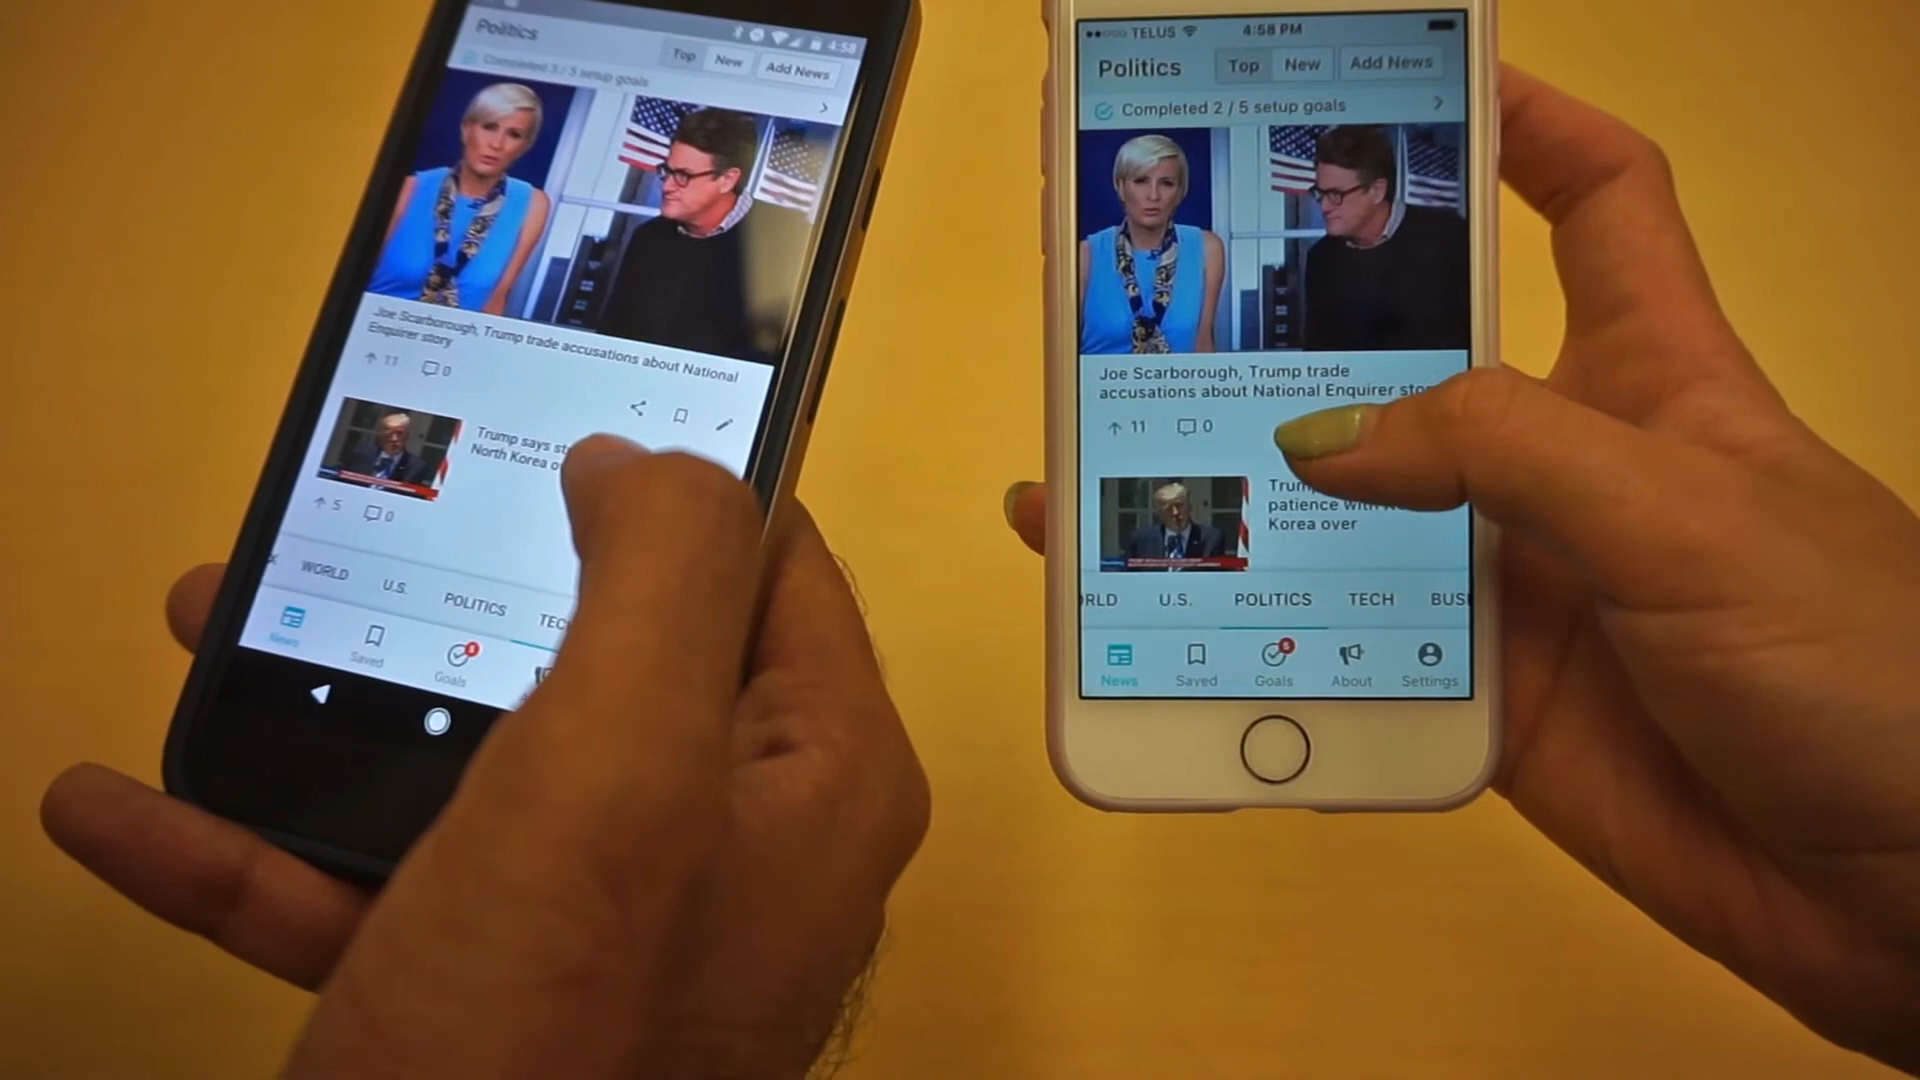 4:58
Politics
Top
New
Add News
Completed 3 / 5 setup goals
Joe Scarborough, Trump trade accusations about National
Enquirer story
11
0
Trump says
North Korea
5
0
WORLD
U.S.
POLITICS
News
Saved
Goals
TELUS
4:58 PM
Politics
Top
New
Add News
Completed 2 / 5 setup goals
Joe Scarborough, Trump trade
accusations about National Enquirer
11
0
patience
Korea over
U.S.
POLITICS
TECH
News
Saved
Goals
5
About
Settings